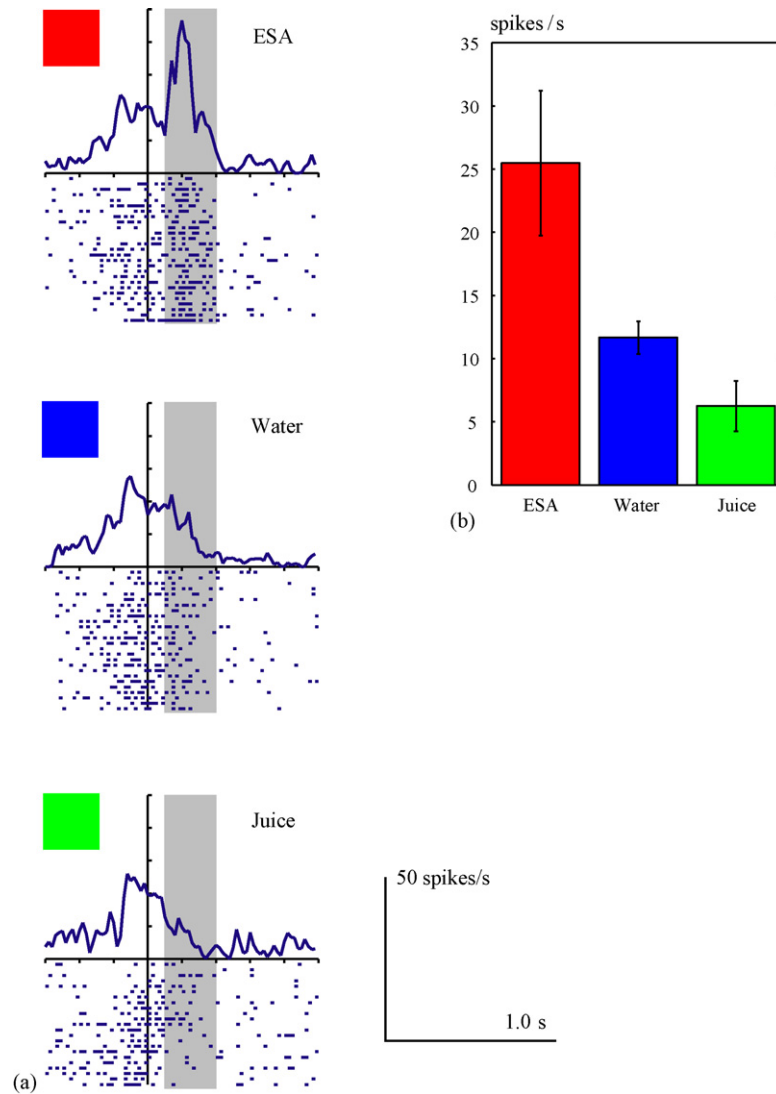 ESA
Water
Juice
(a)
50 spikes/s
1.0 s
spikes / s
35
30
25
20
15
10
5
0
ESA Water Juice
(b)